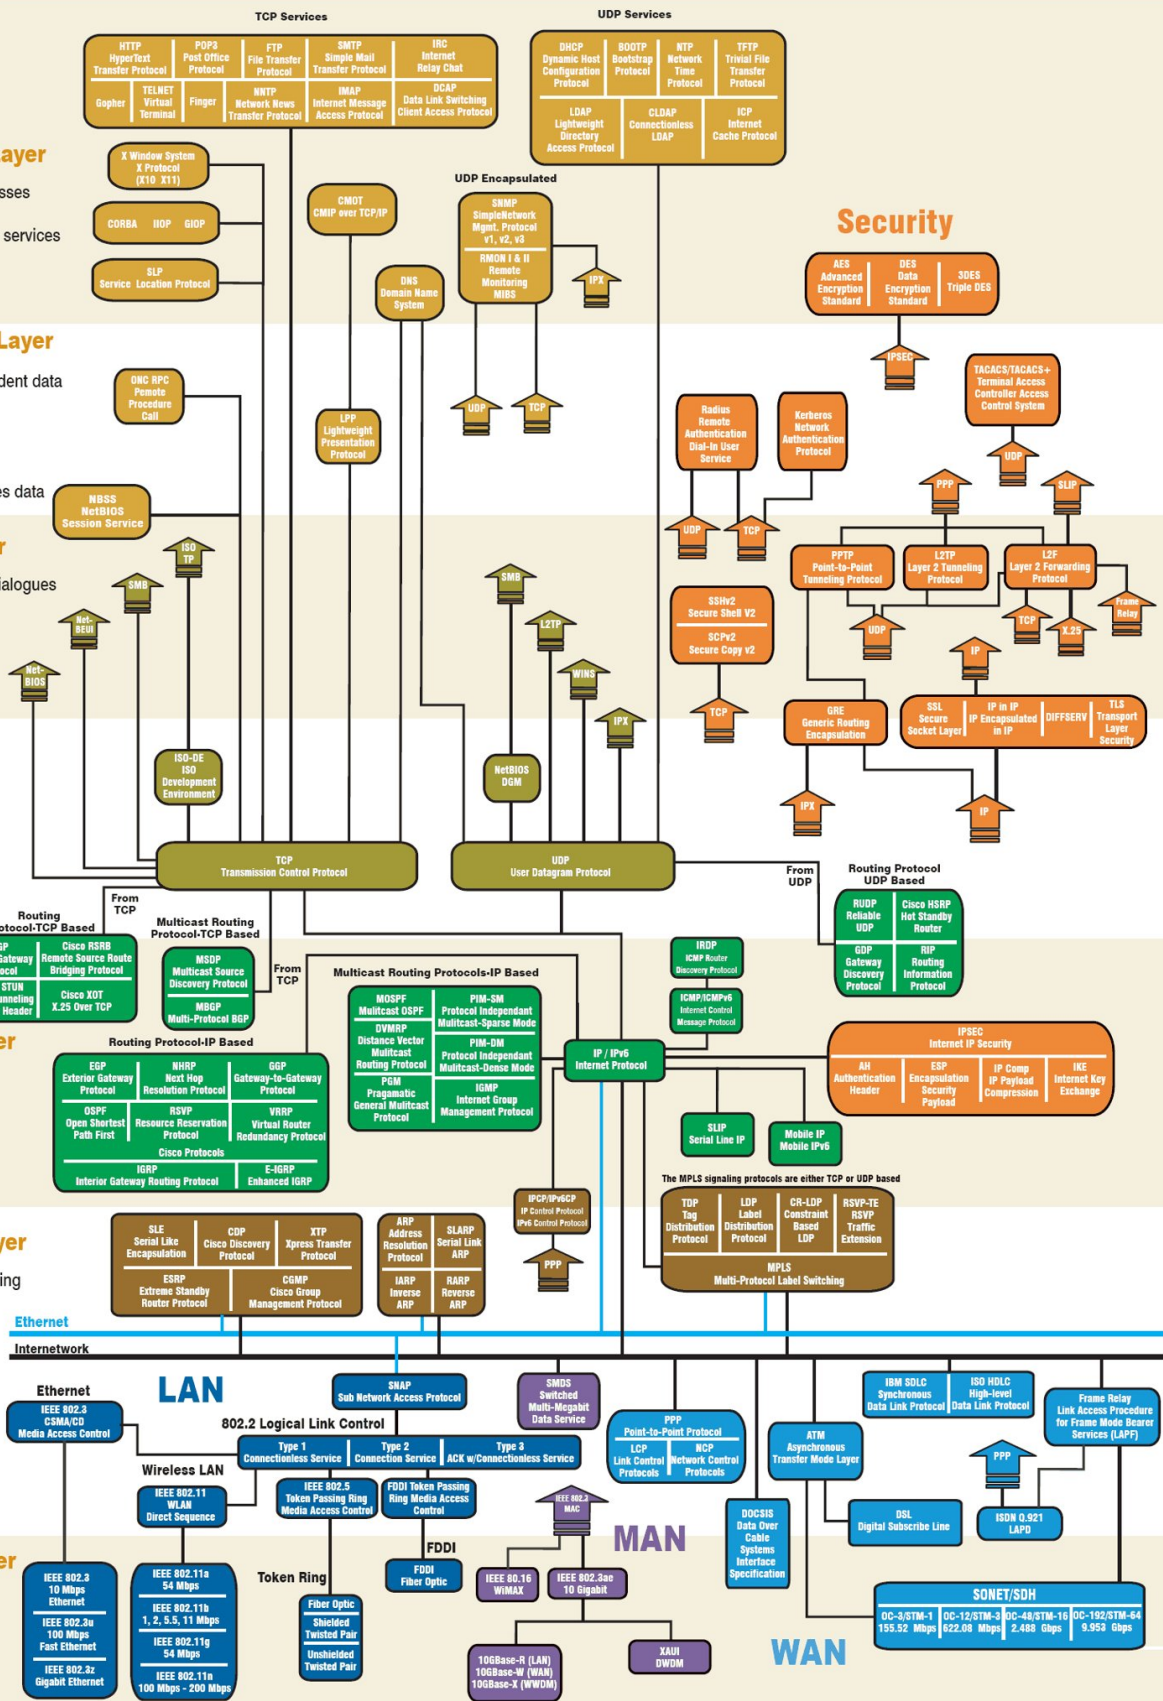 TCP Services
HTTP
HyperText
Transfer Protocol
POP3
Post Office
Protocol
FTP
File Transfer
Protocol
SMTP
Simple Mail
Transfer Protocol
IRC
Internet
Relay Chat
Gopher
TELNET
Virtual
Terminal
Finger
NNTP
Network News
Transfer Protocol
IMAP
Internet Message
Access Protocol
DCAP
Data Link Switching
Client Access Protocol
UDP Services
DHCP
Dynamic Host
Configuration
Protocol
BOOTP
Bootstrap
Protocol
NTP
Network
Time
Protocol
TFTP
Trivial File
Transfer
Protocol
LDAP
Lightweight
Directory
Access Protocol
CLDAP
Connectionless
LDAP
ICP
Internet
Cache Protocol
ayer
sses
services
X Window System
X Protocol
(X10 X11)
CORBA IIOP GIOP
SLP
Service Location Protocol
CMOT
CMIP over TCP/IP
DNS
Domain Name
System
UDP Encapsulated
SNMP
SimpleNetwork
Mgmt. Protocol
v1, v2, v3
RMON I & II
Remote
Monitoring
MIBS
IPX
UDP
TCP
Security
AES
Advanced
Encryption
Standard
DES
Data
Encryption
Standard
3DES
Triple DES
IPSEC
Layer
dent data
ONC RPC
Pemote
Procedure
Call
LPP
Lightweight
Presentation
Protocol
Radius
Remote
Authentication
Dial-In User
Service
Kerberos
Network
Authentication
Protocol
TACACS/TACACS+
Terminal Access
Controller Access
Control System
UDP
PPP
SLIP
UDP
TCP
es data
NBSS
NetBIOS
Session Service
r
ialogues
ISO
TP
SMB
Net-
BEUI
Net-
BIOS
SMB
L2TP
WINS
IPX
PPTP
Point-to-Point
Tunneling Protocol
L2TP
Layer 2 Tunneling
Protocol
L2F
Layer 2 Forwarding
Protocol
UDP
TCP
X.25
Frame
Relay
SSHv2
Secure Shell V2
SCPv2
Secure Copy v2
TCP
IP
GRE
Generic Routing
Encapsulation
SSL
Secure
Socket Layer
IP in IP
IP Encapsulated
in IP
DIFFSERV
TLS
Transport
Layer
Security
IPX
IP
ISO-DE
ISO
Development
Environment
NetBIOS
DGM
TCP
Transmission Control Protocol
UDP
User Datagram Protocol
From
TCP
From
UDP
Routing
otocol-TCP Based
GP
Gateway
ocol
Cisco RSRB
Remote Source Route
Bridging Protocol
STUN
unneling
Header
Cisco XOT
X.25 Over TCP
Multicast Routing
Protocol-TCP Based
MSDP
Multicast Source
Discovery Protocol
MBGP
Multi-Protocol BGP
From
TCP
Routing Protocol
UDP Based
RUDP
Reliable
UDP
Cisco HSRP
Hot Standby
Router
GDP
Gateway
Discovery
Protocol
RIP
Routing
Information
Protocol
IRDP
ICMP Router
Discovery Protocol
ICMP/ICMPv6
Internet Control
Message Protocol
Multicast Routing Protocols-IP Based
MOSPF
Mulitcast OSPF
DVMRP
Distance Vector
Mulitcast
Routing Protocol
PGM
Pragamatic
General Mulitcast
Protocol
PIM-SM
Protocol Independant
Mulitcast-Sparse Mode
PIM-DM
Protocol Independant
Mulitcast-Dense Mode
IGMP
Internet Group
Management Protocol
er
Routing Protocol-IP Based
EGP
Exterior Gateway
Protocol
NHRP
Next Hop
Resolution Protocol
GGP
Gateway-to-Gateway
Protocol
OSPF
Open Shortest
Path First
RSVP
Resource Reservation
Protocol
VRRP
Virtual Router
Redundancy Protocol
Cisco Protocols
IGRP
Interior Gateway Routing Protocol
E-IGRP
Enhanced IGRP
IP / IPv6
Internet Protocol
IPSEC
Internet IP Security
AH
Authentication
Header
ESP
Encapsulation
Security
Payload
IP Comp
IP Payload
Compression
IKE
Internet Key
Exchange
SLIP
Serial Line IP
Mobile IP
Mobile IPv6
The MPLS signaling protocols are either TCP or UDP based
TDP
Tag
Distribution
Protocol
LDP
Label
Distribution
Protocol
CR-LDP
Constraint
Based
LDP
RSVP-TE
RSVP
Traffic
Extension
MPLS
Multi-Protocol Label Switching
IPCP/IPv6CP
IP Control Protocol
IPv6 Control Protocol
PPP
yer
ing
SLE
Serial Like
Encapsulation
CDP
Cisco Discovery
Protocol
XTP
Xpress Transfer
Protocol
ESRP
Extreme Standby
Router Protocol
CGMP
Cisco Group
Management Protocol
ARP
Address
Resolution
Protocol
SLARP
Serial Link
ARP
IARP
Inverse
ARP
RARP
Reverse
ARP
Ethernet
Internetwork
LAN
Ethernet
IEEE 802.3
CSMA/CD
Media Access Control
SNAP
Sub Network Access Protocol
802.2 Logical Link Control
Type 1
Connectionless Service
Type 2
Connection Service
Type 3
ACK w/Connectionless Service
Wireless LAN
IEEE 802.11
WLAN
Direct Sequence
IEEE 802.5
Token Passing Ring
Media Access Control
FDDI Token Passing
Ring Media Access
Control
SMDS
Switched
Multi-Megabit
Data Service
PPP
Point-to-Point Protocol
LCP
Link Control
Protocols
NCP
Network Control
Protocols
ATM
Asynchronous
Transfer Mode Layer
IBM SDLC
Synchronous
Data Link Protocol
ISO HDLC
High-level
Data Link Protocol
Frame Relay
Link Access Procedure
for Frame Mode Bearer
Services (LAPF)
PPP
ISDN Q.921
LAPD
DSL
Digital Subscribe Line
DOCSIS
Data Over
Cable
Systems
Interface
Specification
IEEE 802.3
MAC
MAN
er
IEEE 802.3
10 Mbps
Ethernet
IEEE 802.3u
100 Mbps
Fast Ethernet
IEEE 802.3z
Gigabit Ethernet
IEEE 802.11a
54 Mbps
IEEE 802.11b
1, 2, 5.5, 11 Mbps
IEEE 802.11g
54 Mbps
IEEE 802.11n
100 Mbps - 200 Mbps
Token Ring
Fiber Optic
Shielded
Twisted Pair
Unshielded
Twisted Pair
FDDI
FDDI
Fiber Optic
IEEE 80.16
WiMAX
IEEE 802.3ae
10 Gigabit
10GBase-R (LAN)
10GBase-W (WAN)
10GBase-X (WWDM)
XAUI
DWDM
WAN
SONET/SDH
OC-3/STM-1
155.52 Mbps
OC-12/STM-3
622.08 Mbps
OC-48/STM-16
2.488 Gbps
OC-192/STM-64
9.953 Gbps